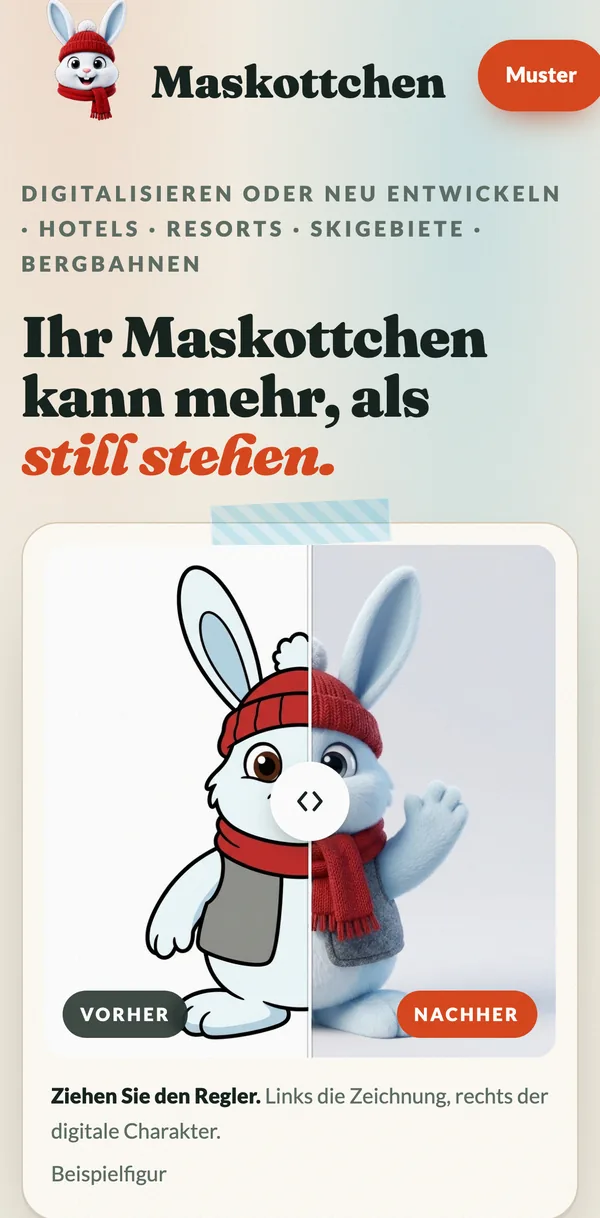 Maskottchen
Muster
DIGITALISIEREN ODER NEU ENTWICKELN
· HOTELS · RESORTS · SKIGEBIETE ·
BERGBAHNEN
Ihr Maskottchen
kann mehr, als
still stehen.
VORHER
NACHHER
Ziehen Sie den Regler. Links die Zeichnung, rechts der
digitale Charakter.
Beispielfigur